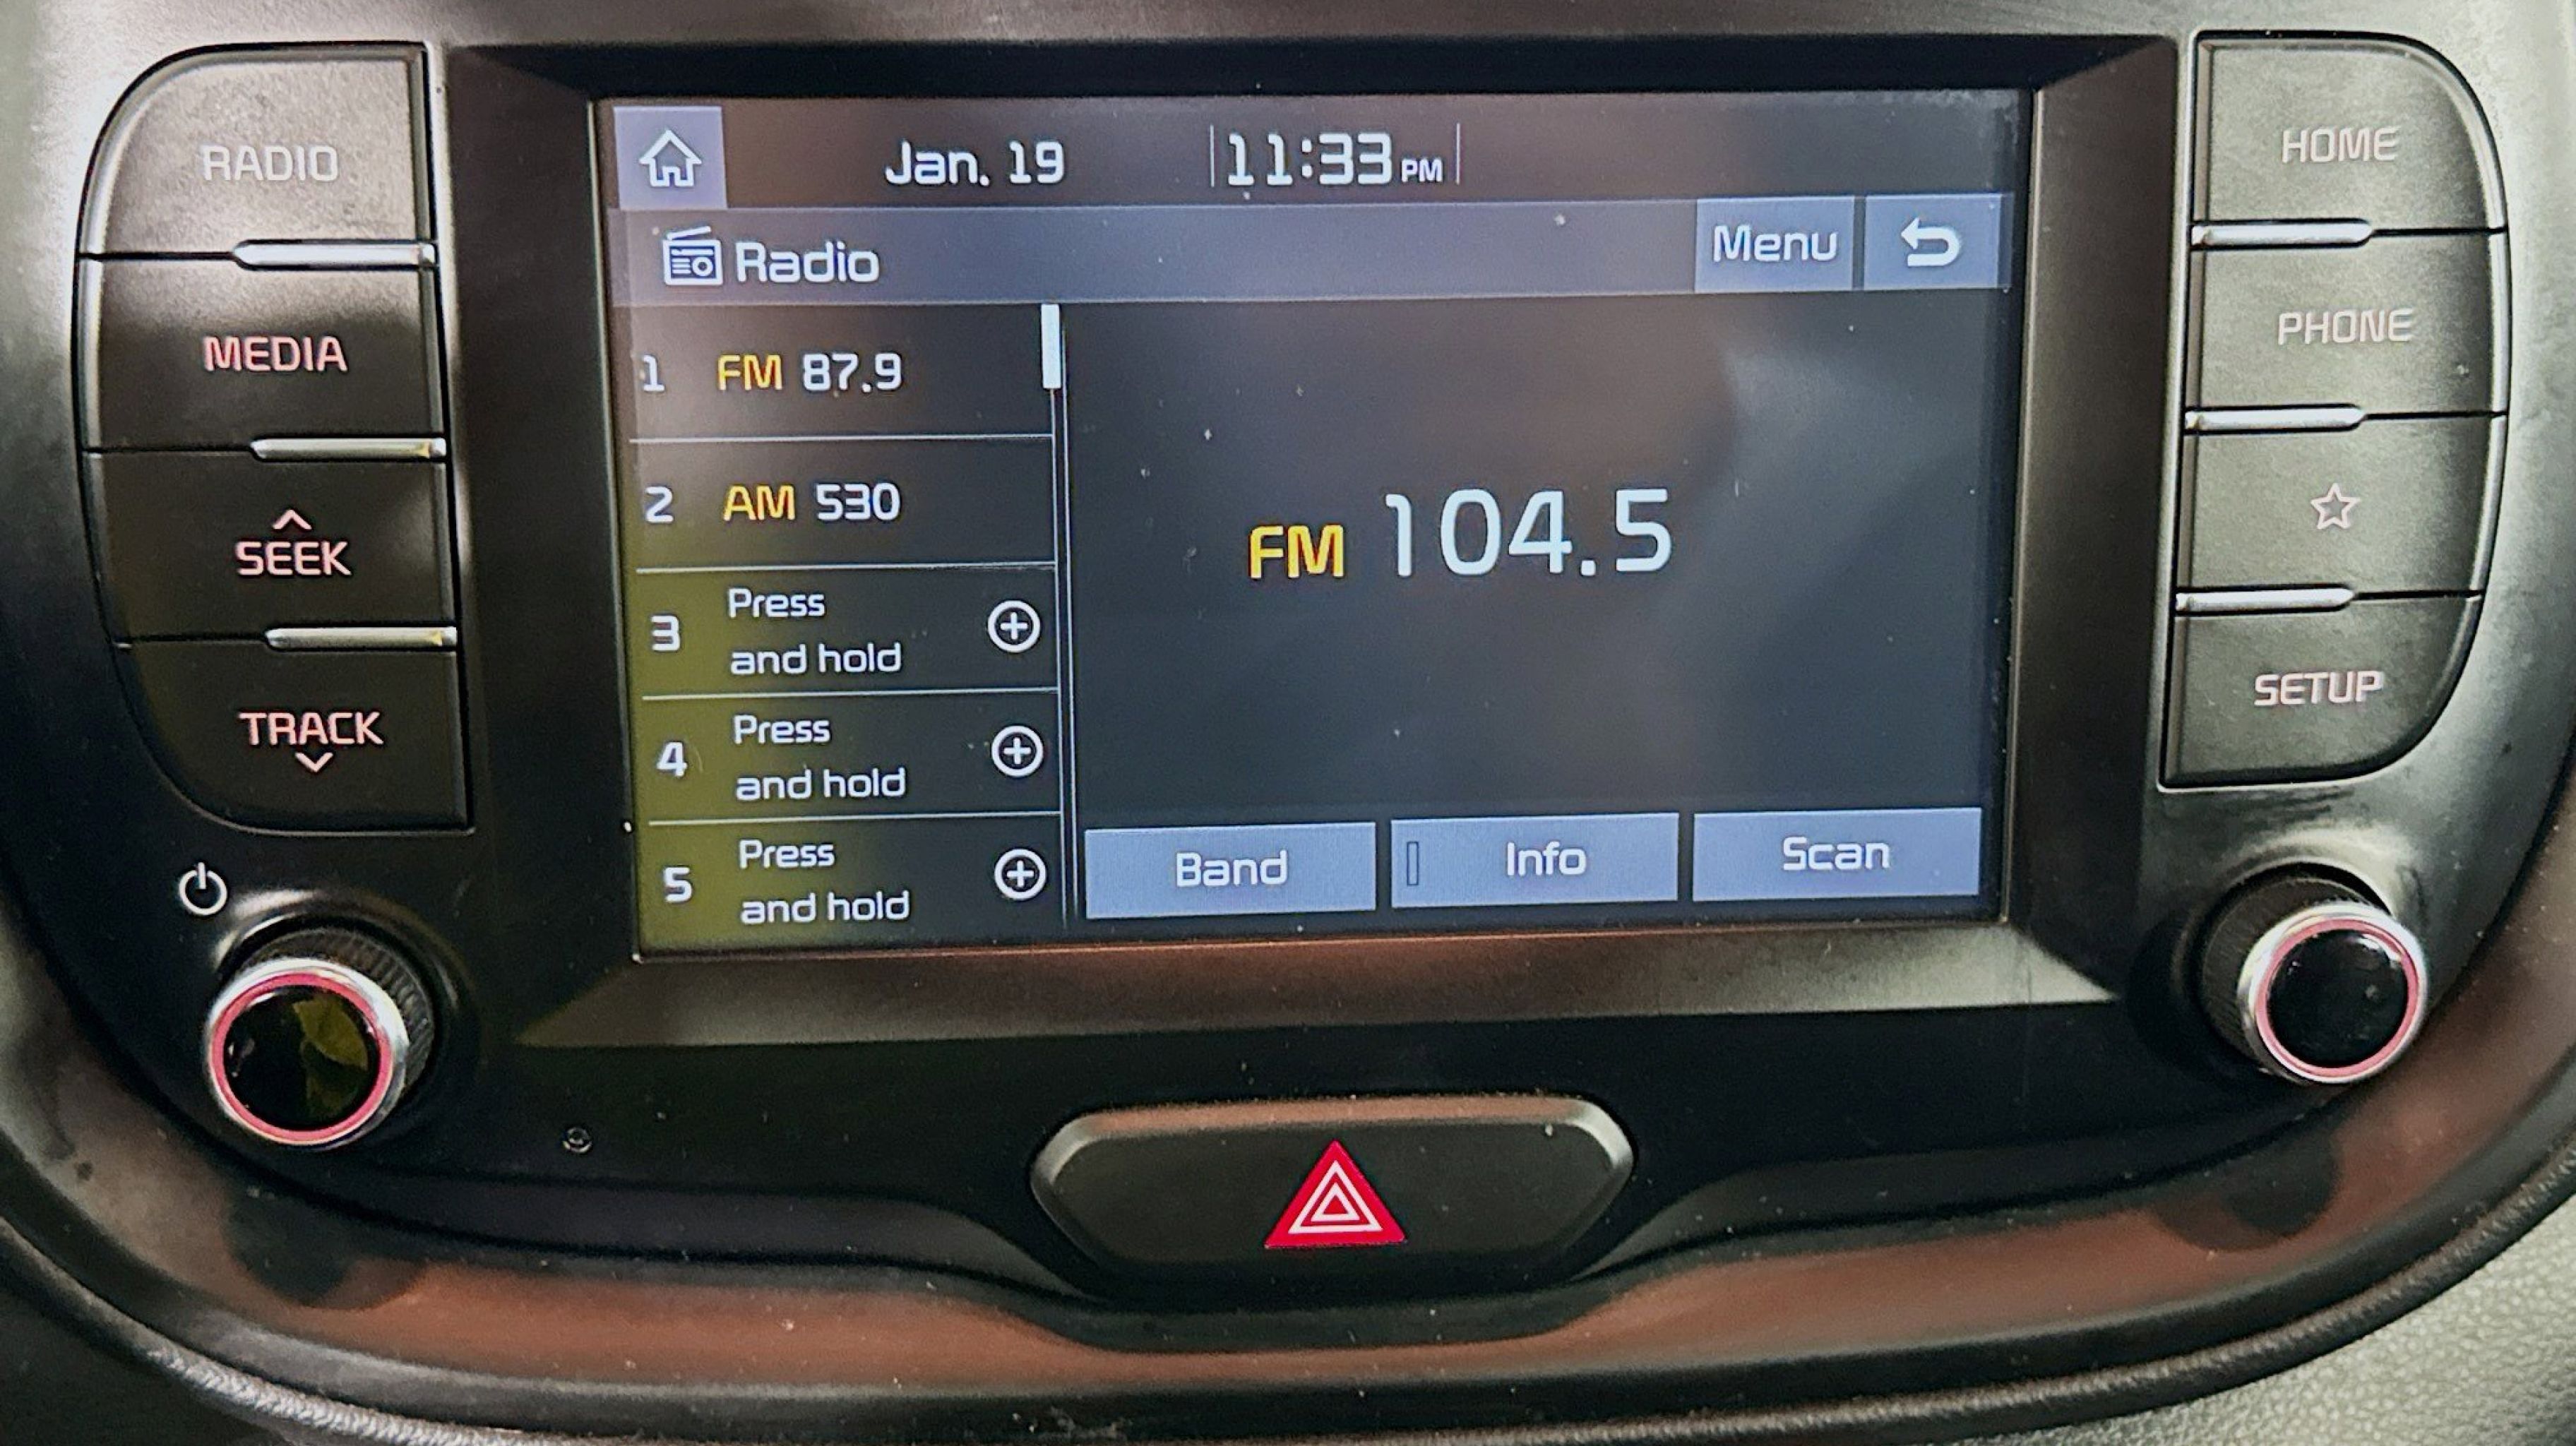 RADIO
MEDIA
SEEK
TRACK
Jan. 19 11:33 PM
Radio
Menu
1 FM 87.9
2 AM 530
3 Press
and hold
4 Press
and hold
5 Press
and hold
FM 104.5
Band
Info
Scan
HOME
PHONE
SETUP